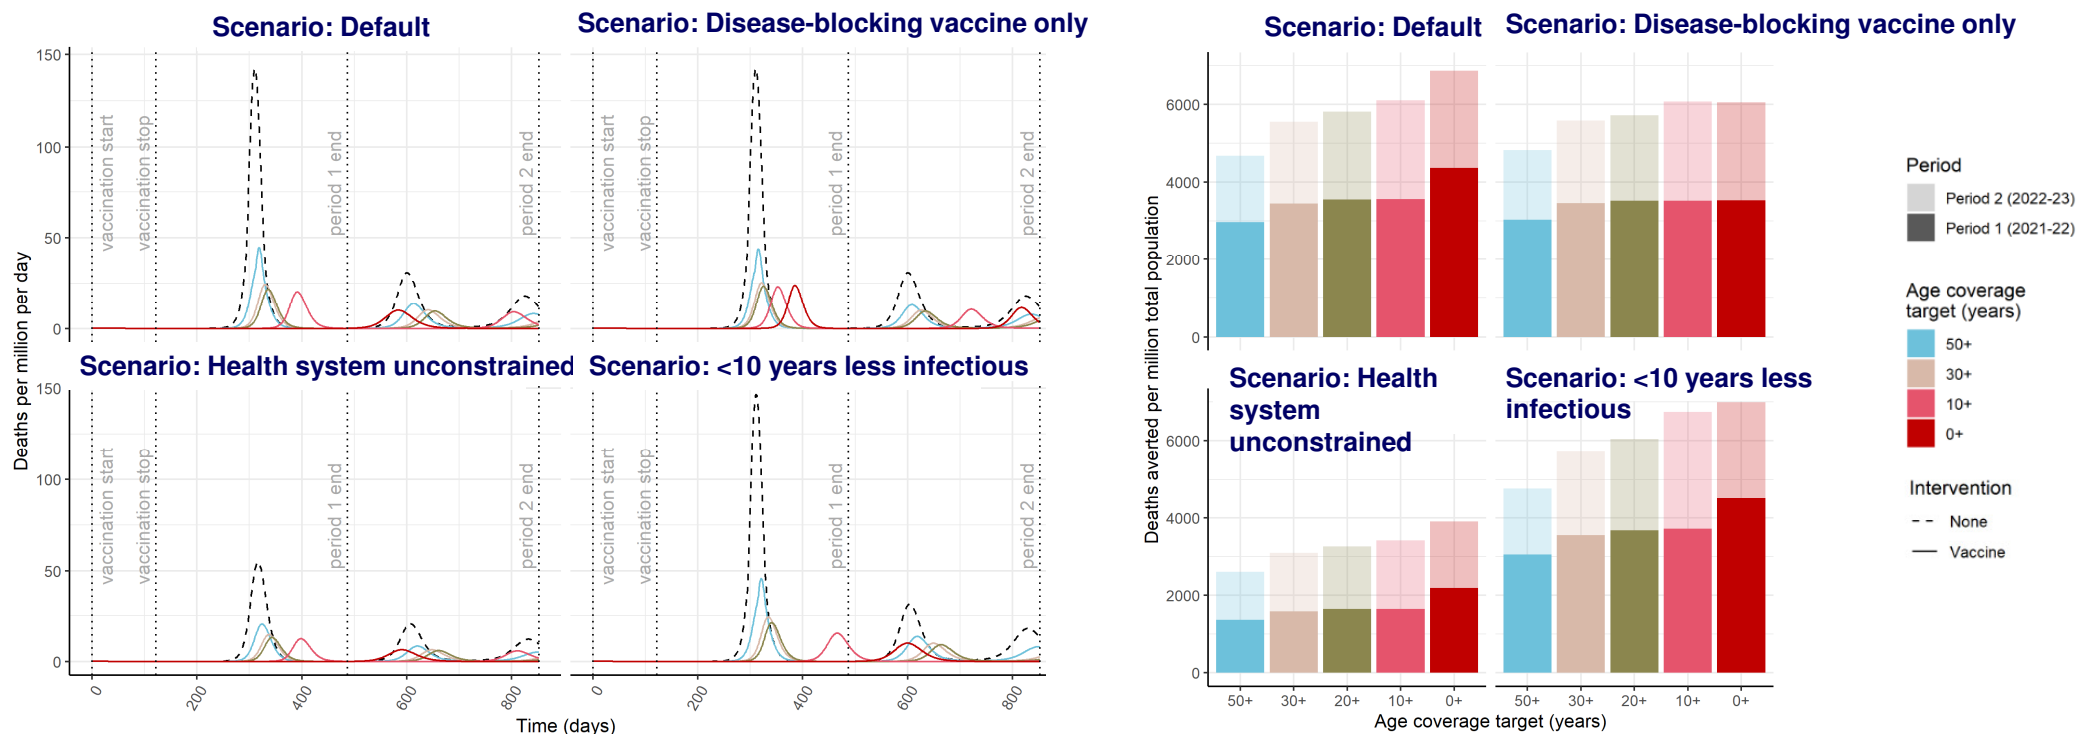 Scenario: Default
Scenario: Disease-blocking vaccine only
150
100
50
0
vaccination start
vaccination stop
period 1 end
period 2 end
vaccination start
vaccination stop
period 1 end
period 2 end
Deaths per million per day
Scenario: Health system unconstrained
Scenario: <10 years less infectious
150
100
50
0
vaccination start
vaccination stop
period 1 end
period 2 end
vaccination start
vaccination stop
period 1 end
period 2 end
0
200
400
600
800
0
200
400
600
800
Time (days)
Scenario: Default
Scenario: Disease-blocking vaccine only
6000
4000
2000
0
Deaths averted per million total population
Scenario: Health
system
unconstrained
Scenario: <10 years less
infectious
6000
4000
2000
0
50+
30+
20+
10+
0+
50+
30+
20+
10+
0+
Age coverage target (years)
Period
Period 2 (2022-23)
Period 1 (2021-22)
Age coverage
target (years)
50+
30+
10+
0+
Intervention
None
Vaccine